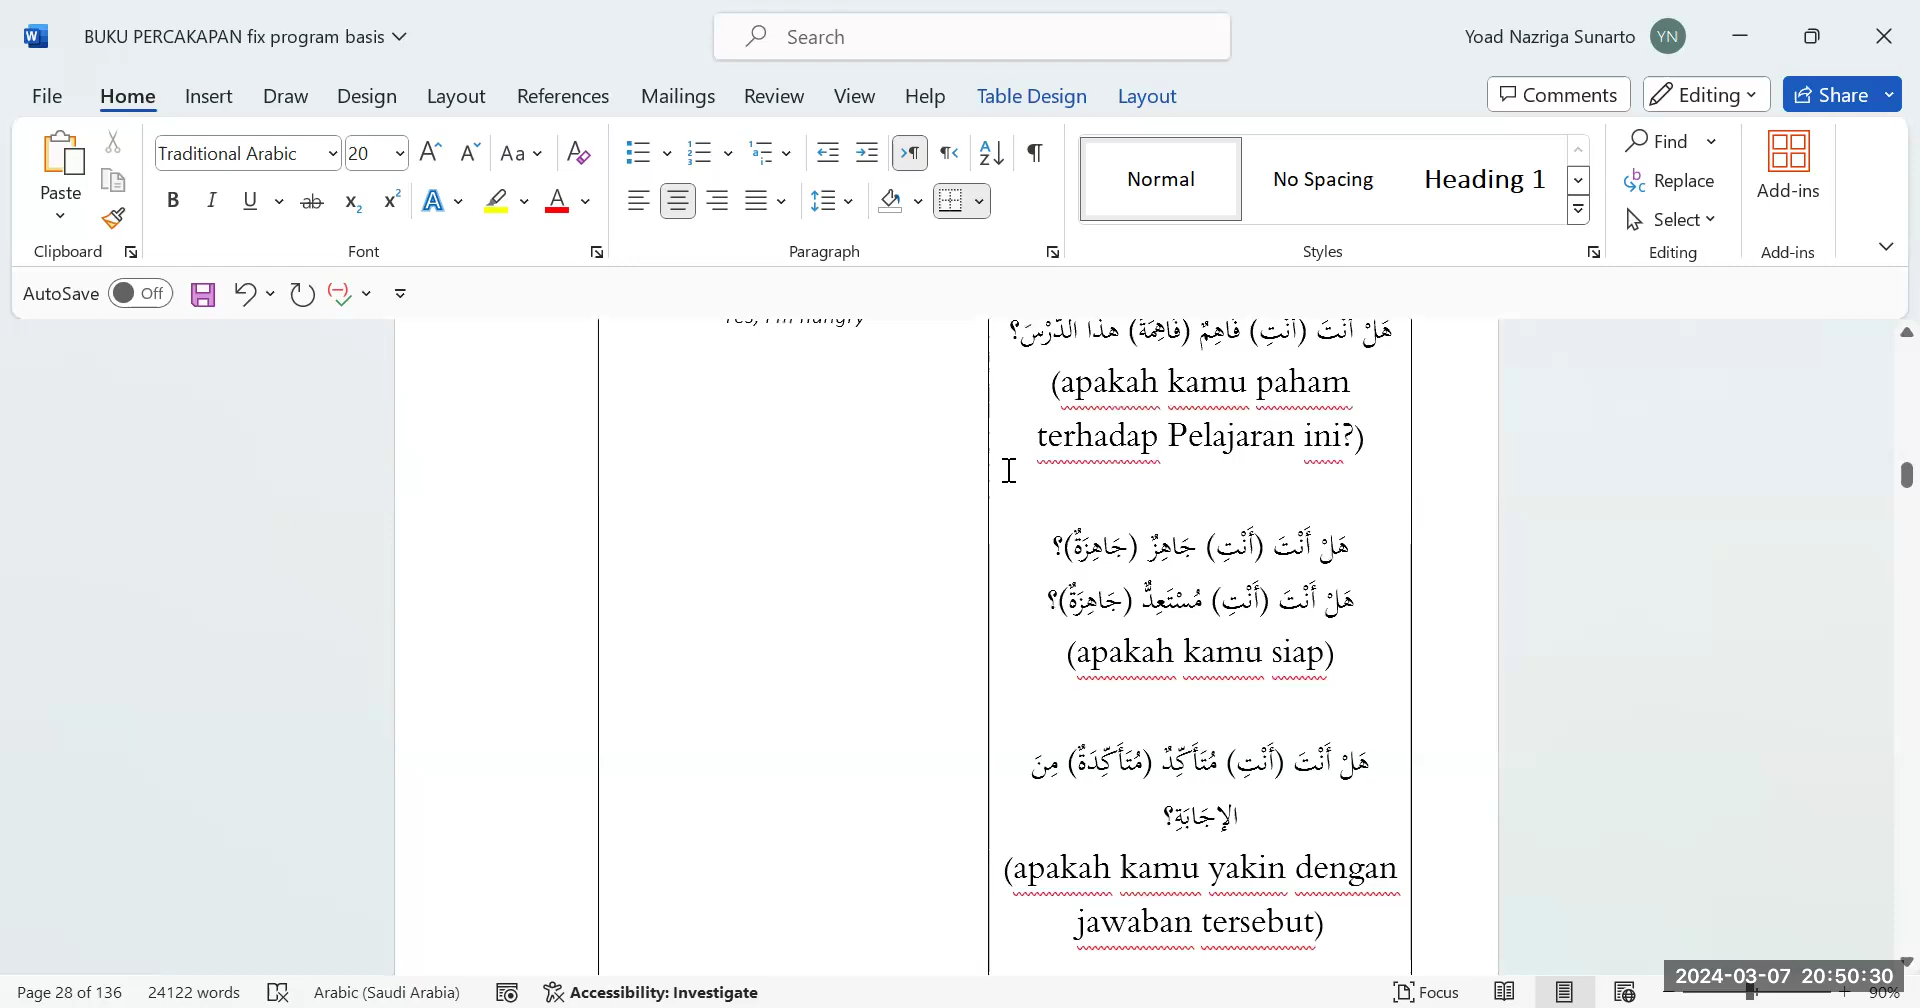 BUKU PERCAKAPAN fix program basis
Search
Yoad Nazriga Sunarto
YN
File Home Insert Draw Design Layout References Mailings Review View Help Table Design Layout
Comments Editing Share
Paste
Clipboard
Traditional Arabic 20
Font
Paragraph
Normal No Spacing Heading 1
Styles
Find
Replace
Select
Editing
Add-ins
Add-ins
AutoSave Off
Yes, I'm hungry
هَلْ أَنْتَ (أَنْتِ) فَاهِمٌ (فَاهِمَةٌ) هذا الدَّرْسَ؟
(apakah kamu paham
terhadap Pelajaran ini?)
هَلْ أَنْتَ (أَنْتِ) جَاهِزٌ (جَاهِزَةٌ)؟
هَلْ أَنْتَ (أَنْتِ) مُسْتَعِدٌّ (جَاهِزَةٌ)؟
(apakah kamu siap)
هَلْ أَنْتَ (أَنْتِ) مُتَأَكِّدٌ (مُتَأَكِّدَةٌ) مِنَ
الإِجَابَةِ؟
(apakah kamu yakin dengan
jawaban tersebut)
Page 28 of 136 24122 words Arabic (Saudi Arabia) Accessibility: Investigate Focus 90%
2024-03-07 20:50:30